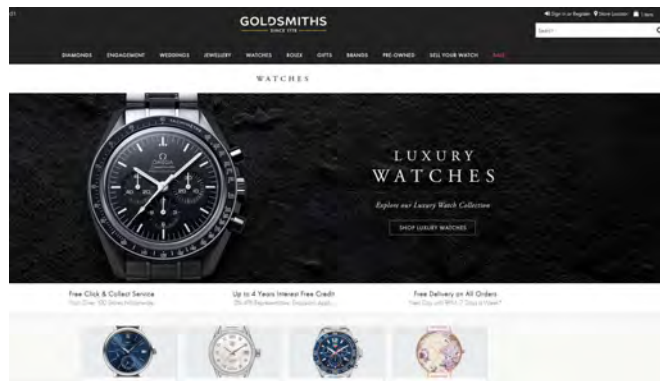 Sign in or Register Store Locator
Search
GOLDSMITHS
SINCE 1778
DIAMONDS ENGAGEMENT WEDDINGS JEWELLERY WATCHES ROLEX GIFTS BRANDS PRE-OWNED SELL YOUR WATCH SALE
WATCHES
TACHYMETRE
OMEGA
LUXURY
WATCHES
Explore our Luxury Watch Collection
SHOP LUXURY WATCHES
Free Click & Collect Service
Up to 4 Years Interest Free Credit
Free Delivery on All Orders